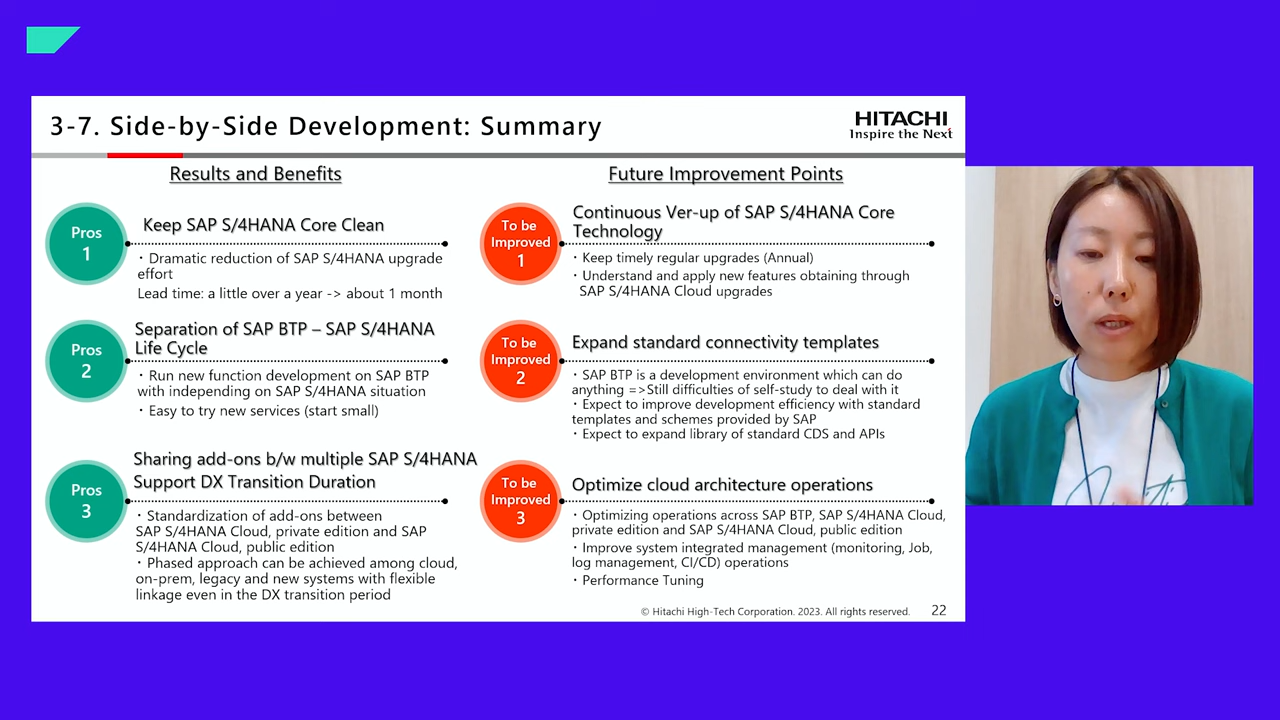 3-7. Side-by-Side Development: Summary
HITACHI
Inspire the Next
Results and Benefits
Pros
1
Keep SAP S/4HANA Core Clean
・Dramatic reduction of SAP S/4HANA upgrade
effort
Lead time: a little over a year -> about 1 month
Pros
2
Separation of SAP BTP – SAP S/4HANA
Life Cycle
・Run new function development on SAP BTP
with independing on SAP S/4HANA situation
・Easy to try new services (start small)
Pros
3
Sharing add-ons b/w multiple SAP S/4HANA
Support DX Transition Duration
・Standardization of add-ons between
SAP S/4HANA Cloud, private edition and SAP
S/4HANA Cloud, public edition
・Phased approach can be achieved among cloud,
on-prem, legacy and new systems with flexible
linkage even in the DX transition period
Future Improvement Points
To be
Improved
1
Continuous Ver-up of SAP S/4HANA Core
Technology
・Keep timely regular upgrades (Annual)
・Understand and apply new features obtaining through
SAP S/4HANA Cloud upgrades
To be
Improved
2
Expand standard connectivity templates
・SAP BTP is a development environment which can do
anything =>Still difficulties of self-study to deal with it
・Expect to improve development efficiency with standard
templates and schemes provided by SAP
・Expect to expand library of standard CDS and APIs
To be
Improved
3
Optimize cloud architecture operations
・Optimizing operations across SAP BTP, SAP S/4HANA Cloud,
private edition and SAP S/4HANA Cloud, public edition
・Improve system integrated management (monitoring, Job,
log management, CI/CD) operations
・Performance Tuning
© Hitachi High-Tech Corporation. 2023. All rights reserved.
22